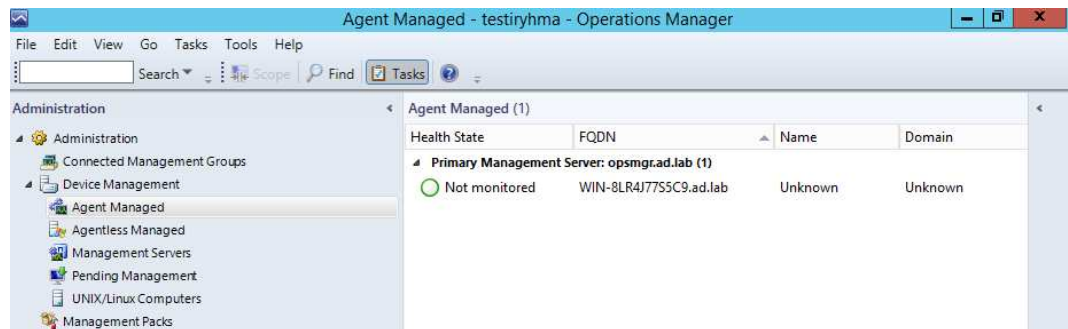 Agent Managed - testiryhma - Operations Manager
File Edit View Go Tasks Tools Help
Search Scope Find Tasks
Administration
Administration
Connected Management Groups
Device Management
Agent Managed
Agentless Managed
Management Servers
Pending Management
UNIX/Linux Computers
Management Packs
Agent Managed (1)
Health State FQDN Name Domain
Primary Management Server: opsmgr.ad.lab (1)
Not monitored WIN-8LR4J77S5C9.ad.lab Unknown Unknown